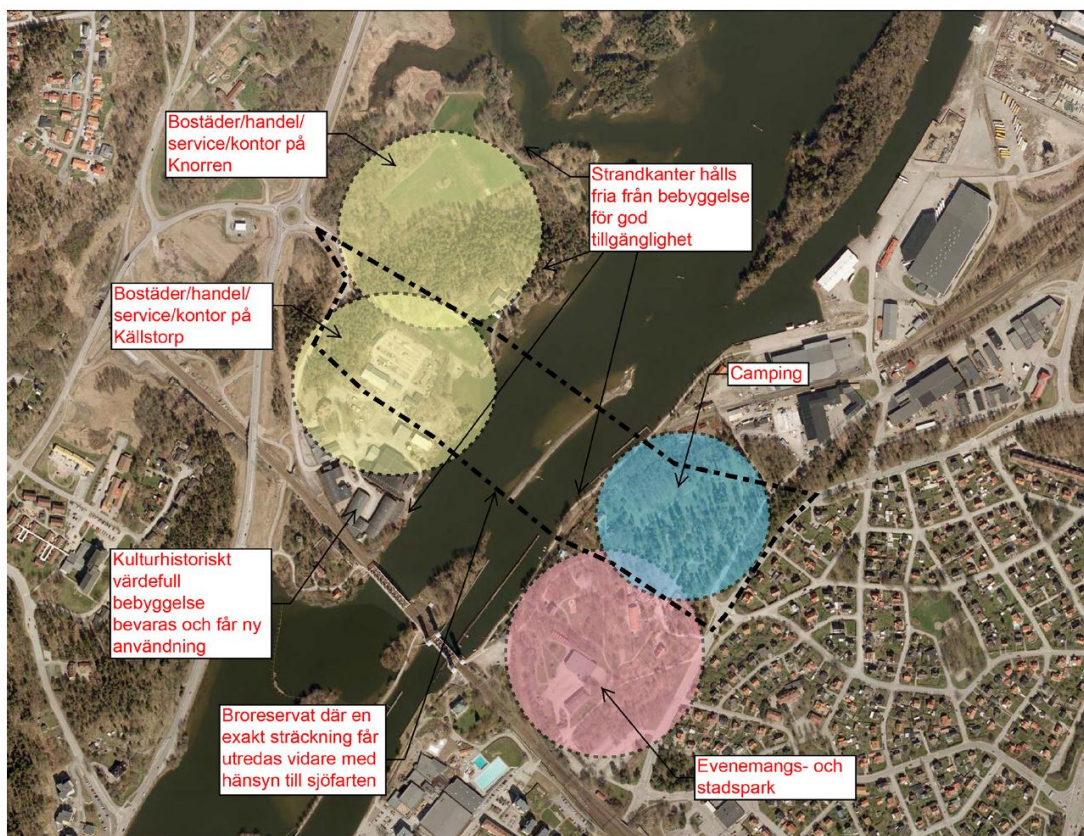 Bostäder/handel/
service/kontor på
Knorren
Strandkanter hålls
fria från bebyggelse
för god
tillgänglighet
Bostäder/handel/
service/kontor på
Källstorp
Camping
Kulturhistoriskt
värdefull
bebyggelse
bevaras och får ny
användning
Broreservat där en
exakt sträckning får
utredas vidare med
hänsyn till sjöfarten
Evenemangs- och
stadspark